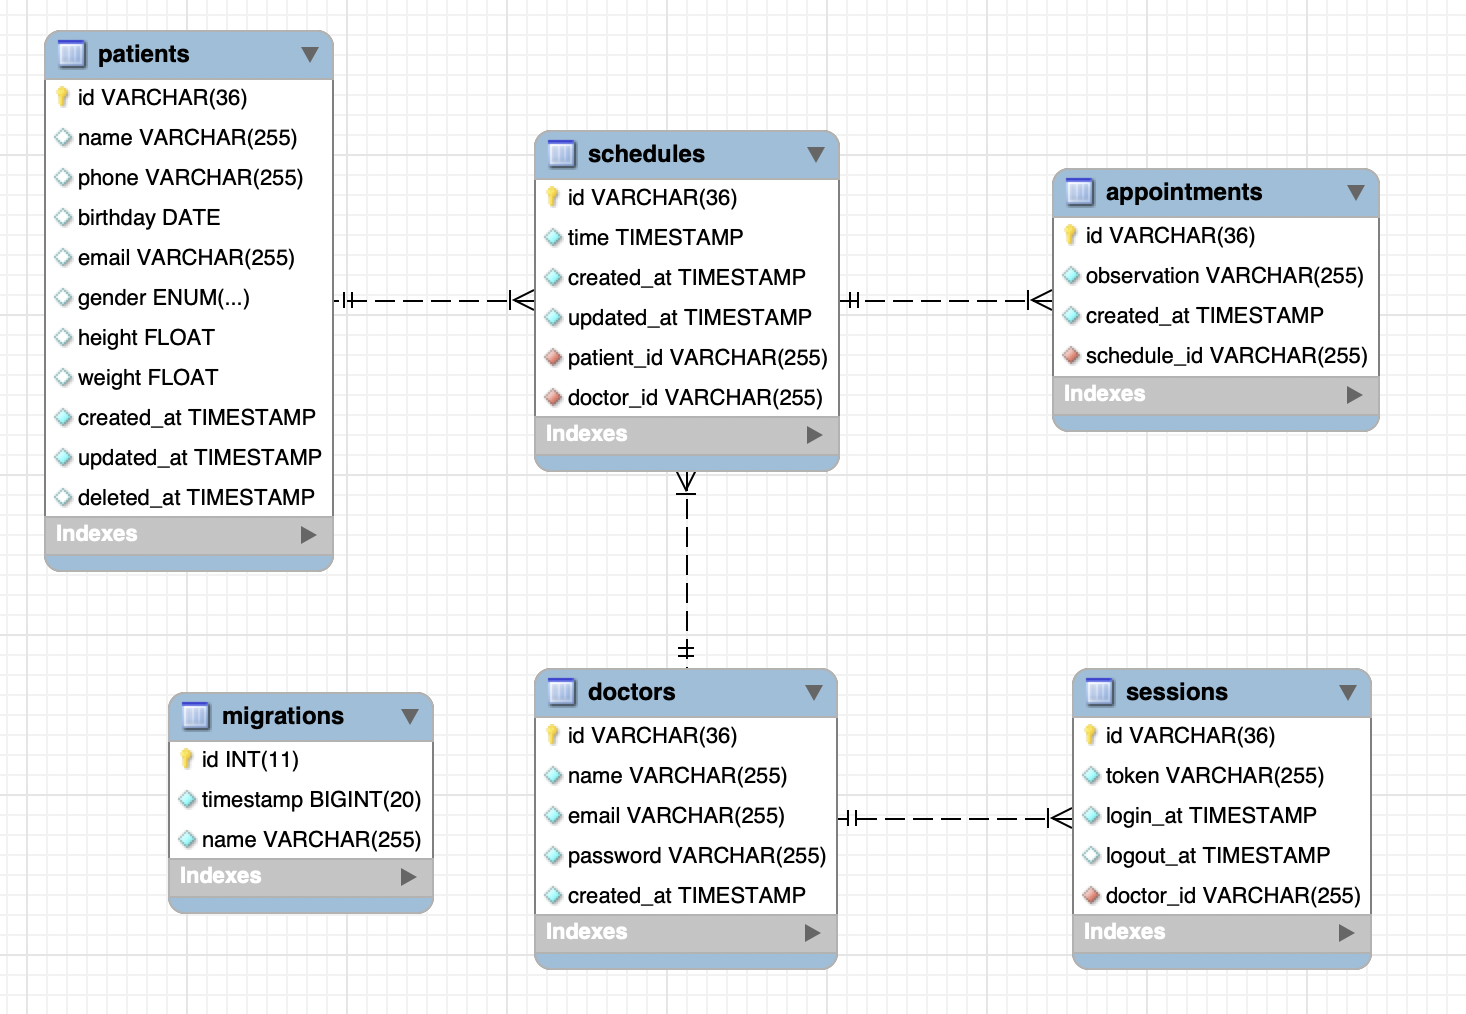 patients
id VARCHAR(36)
name VARCHAR(255)
phone VARCHAR(255)
birthday DATE
email VARCHAR(255)
gender ENUM(...)
height FLOAT
weight FLOAT
created_at TIMESTAMP
updated_at TIMESTAMP
deleted_at TIMESTAMP
Indexes
schedules
id VARCHAR(36)
time TIMESTAMP
created_at TIMESTAMP
updated_at TIMESTAMP
patient_id VARCHAR(255)
doctor_id VARCHAR(255)
Indexes
appointments
id VARCHAR(36)
observation VARCHAR(255)
created_at TIMESTAMP
schedule_id VARCHAR(255)
Indexes
migrations
id INT(11)
timestamp BIGINT(20)
name VARCHAR(255)
Indexes
doctors
id VARCHAR(36)
name VARCHAR(255)
email VARCHAR(255)
password VARCHAR(255)
created_at TIMESTAMP
Indexes
sessions
id VARCHAR(36)
token VARCHAR(255)
login_at TIMESTAMP
logout_at TIMESTAMP
doctor_id VARCHAR(255)
Indexes